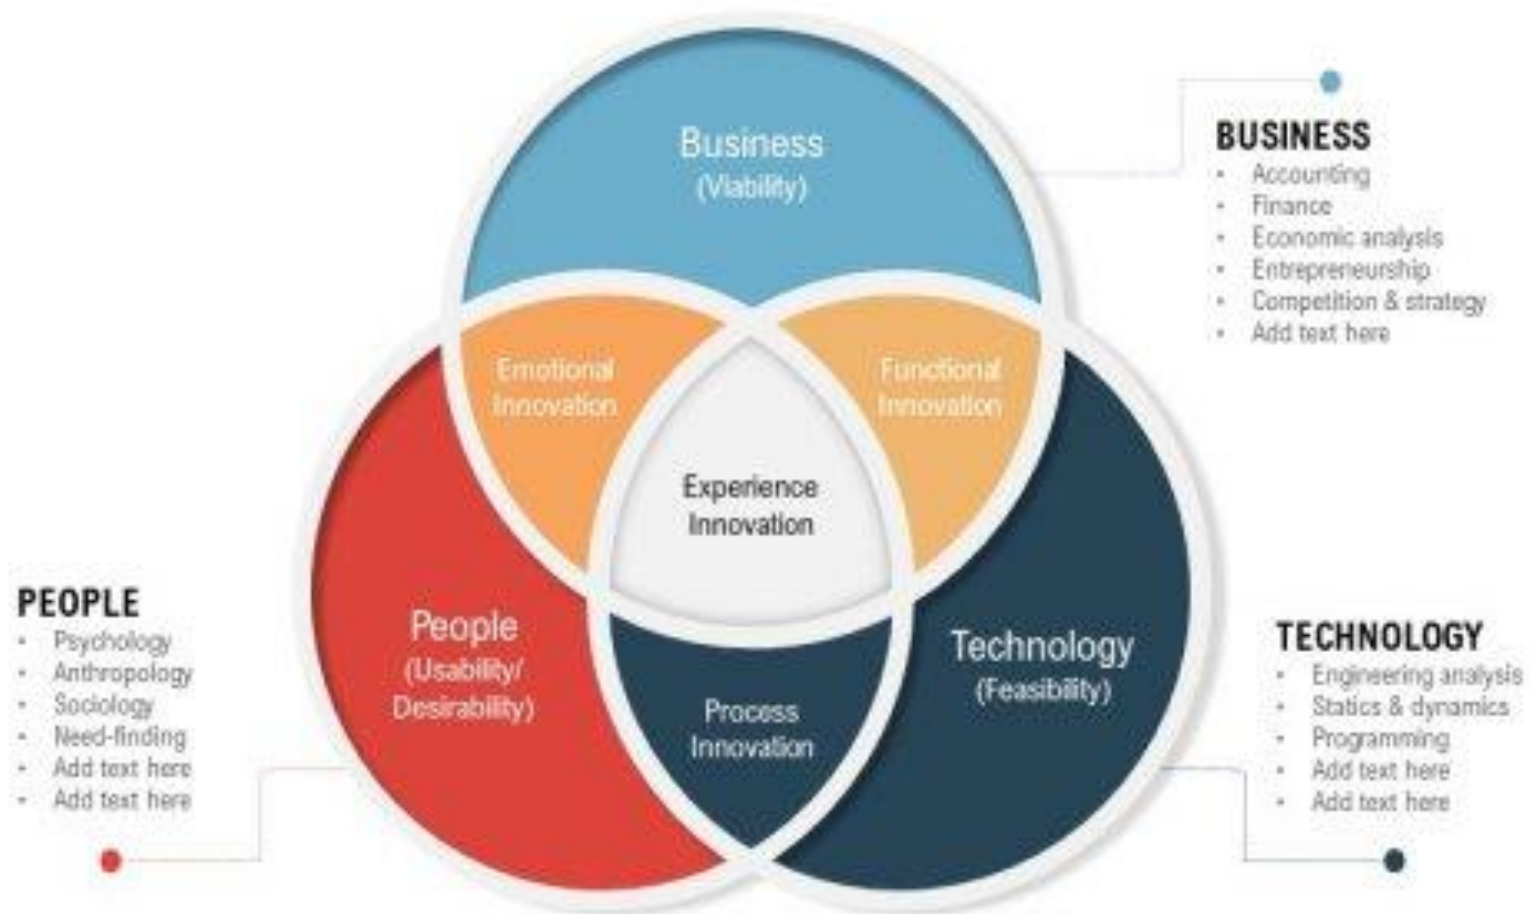 Business
(Viability)
BUSINESS
• Accounting
• Finance
• Economic analysis
• Entrepreneurship
• Competition & strategy
• Add text here
Emotional
Innovation
Functional
Innovation
Experience
Innovation
PEOPLE
• Psychology
• Anthropology
• Sociology
• Need-finding
• Add text here
• Add text here
People
(Usability/
Desirability)
Process
Innovation
Technology
(Feasibility)
TECHNOLOGY
• Engineering analysis
• Statics & dynamics
• Programming
• Add text here
• Add text here